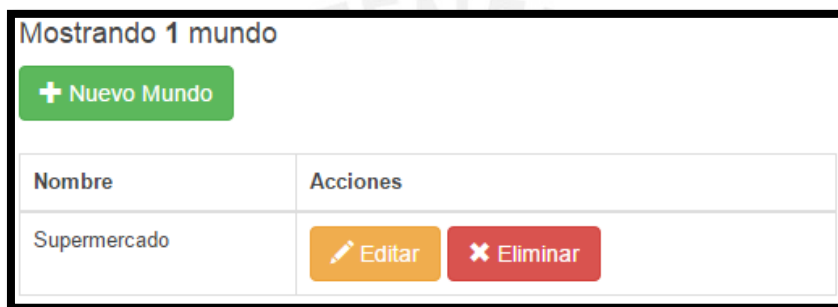 Mostrando 1 mundo
Nuevo Mundo
Nombre Acciones
Supermercado Editar Eliminar